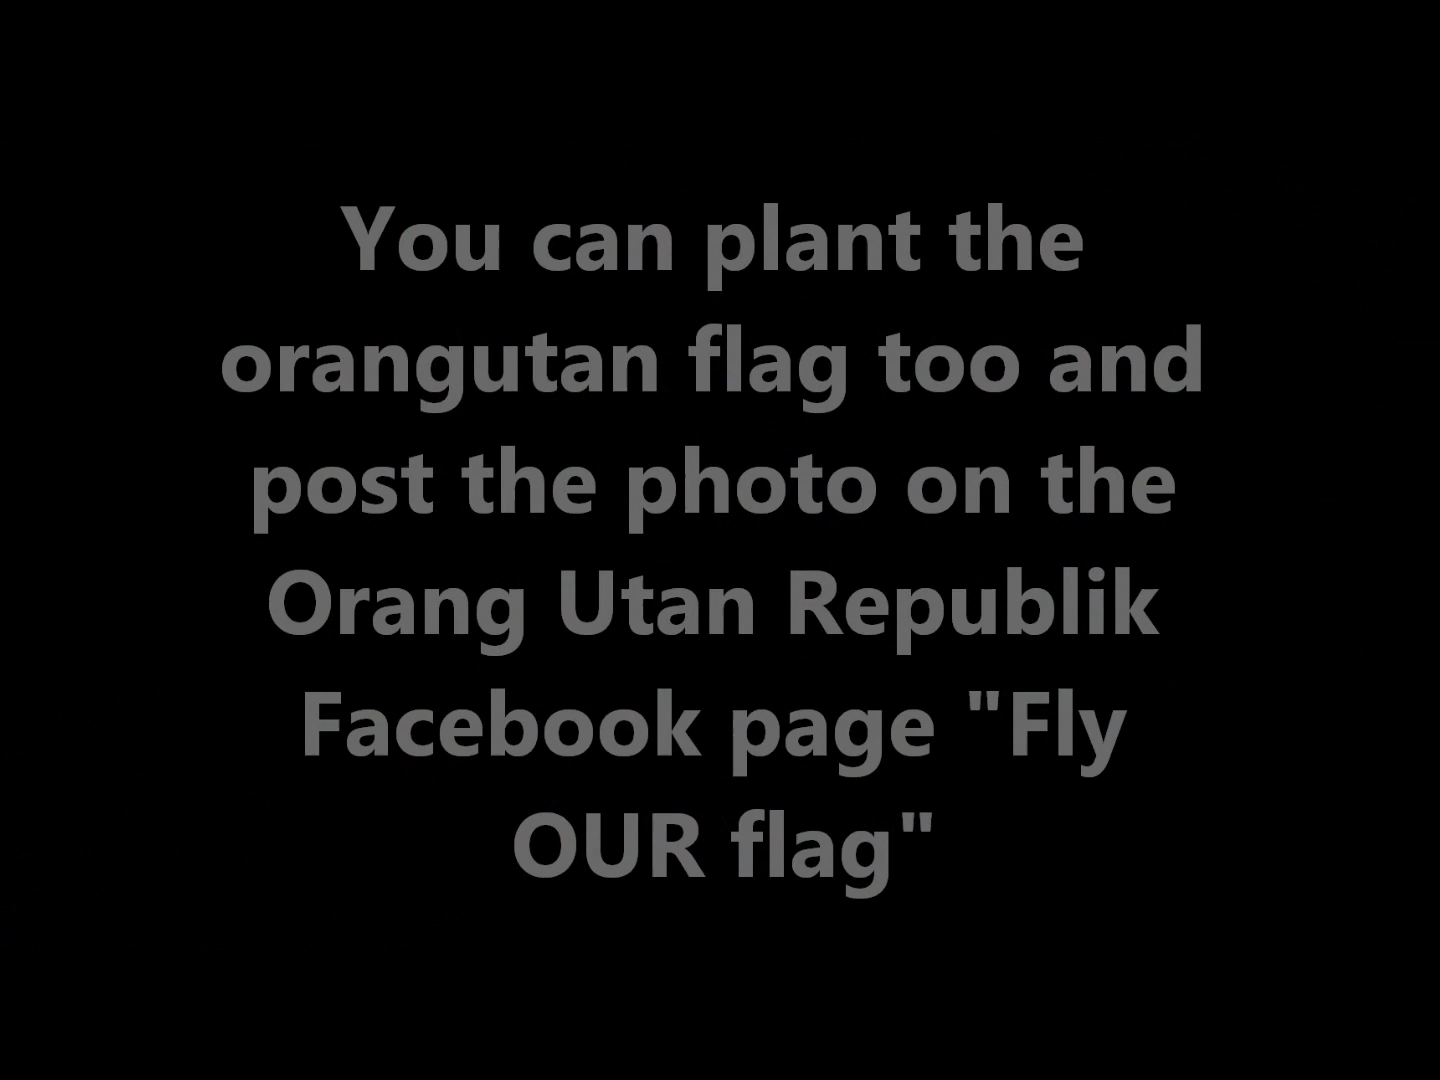 You can plant the
orangutan flag too and
post the photo on the
Orang Utan Republik
Facebook page "Fly
OUR flag"